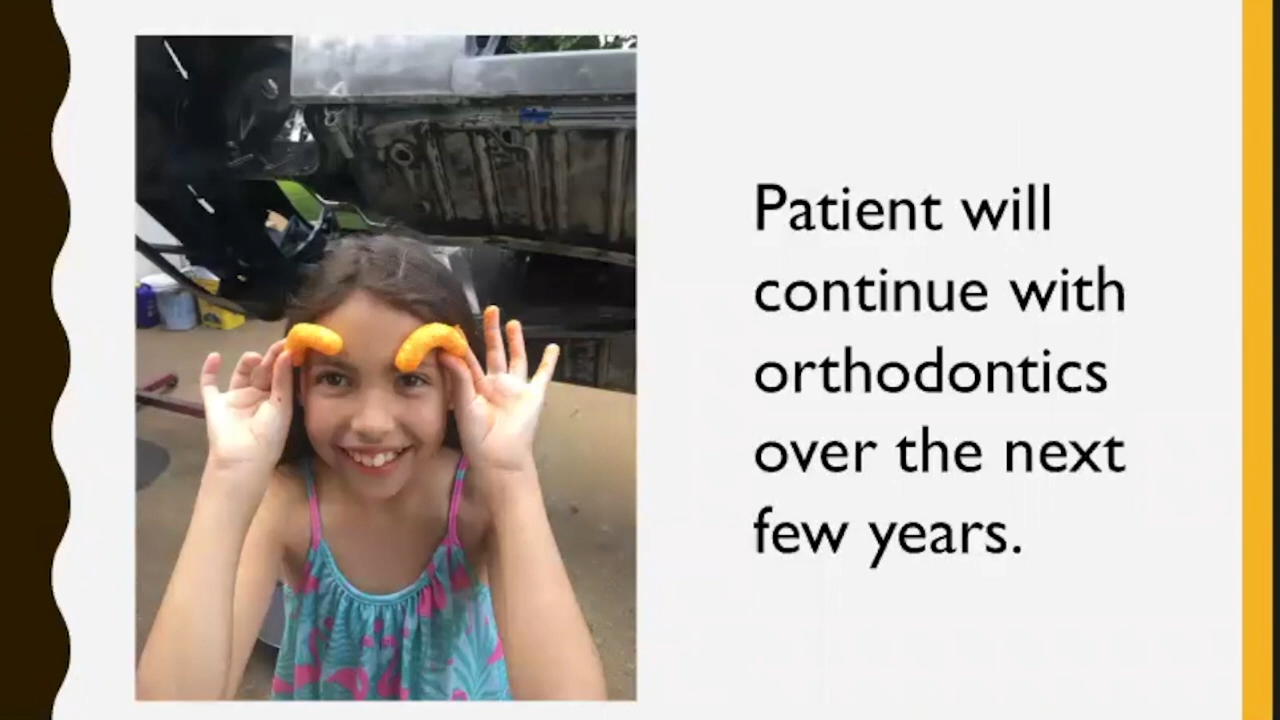 Patient will
continue with
orthodontics
over the next
few years.